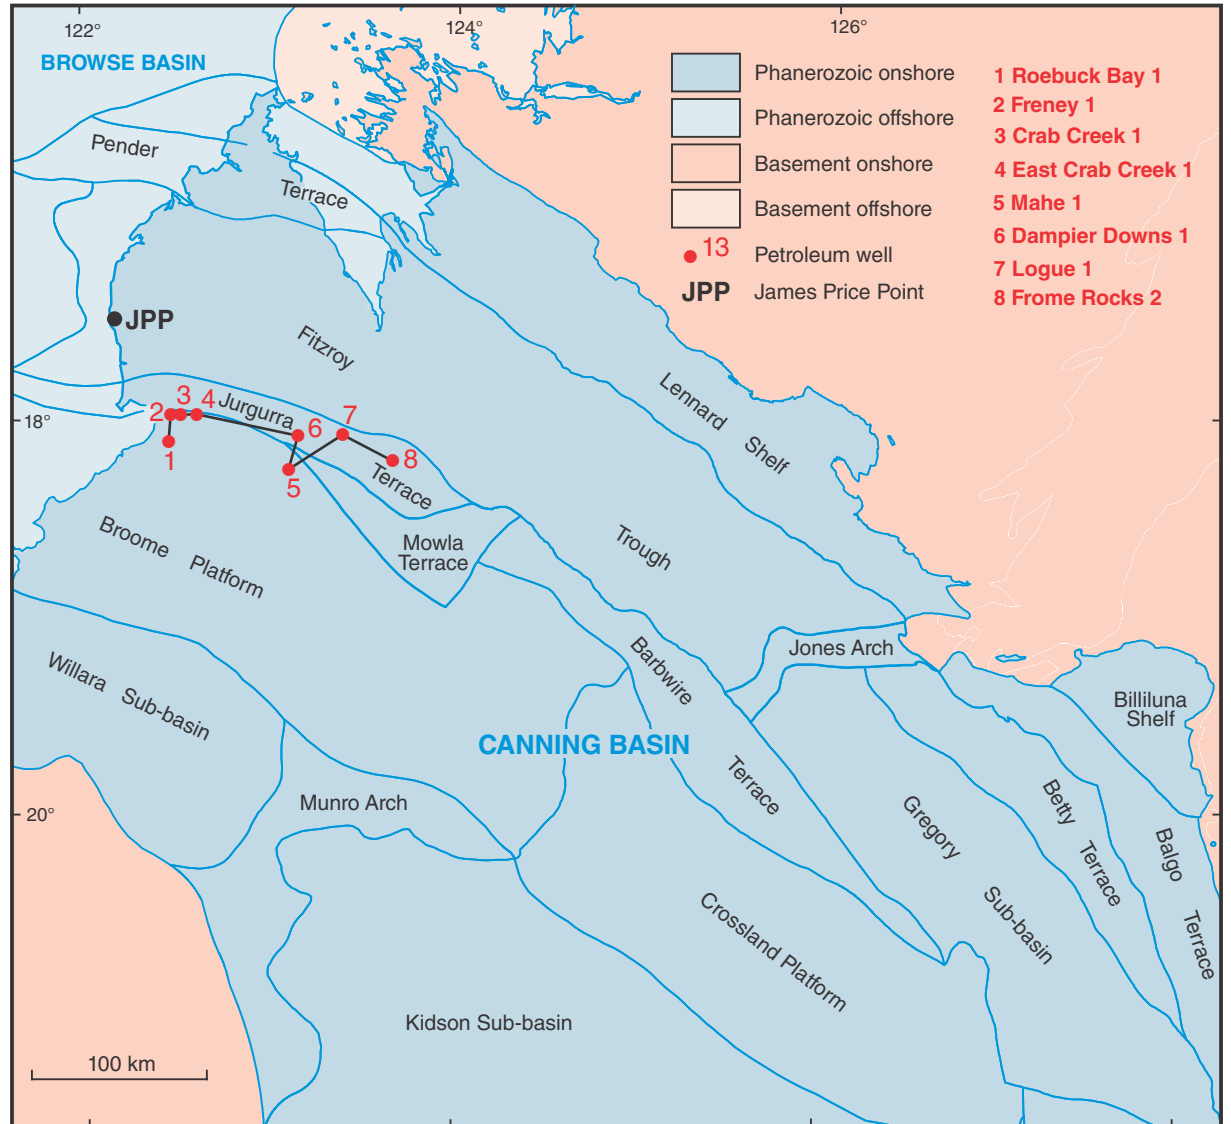 122°
124°
126°
BROWSE BASIN
Phanerozoic onshore
Phanerozoic offshore
Basement onshore
Basement offshore
13
Petroleum well
JPP
James Price Point
1 Roebuck Bay 1
2 Freney 1
3 Crab Creek 1
4 East Crab Creek 1
5 Mahe 1
6 Dampier Downs 1
7 Logue 1
8 Frome Rocks 2
Pender
Terrace
JPP
Fitzroy
Trough
Lennard Shelf
18°
1
2
3
4
5
6
7
8
Jurgurra
Terrace
Mowla
Terrace
Broome Platform
Willara Sub-basin
Jones Arch
Barbwire
Terrace
Billiluna
Shelf
CANNING BASIN
20°
Munro Arch
Gregory
Sub-basin
Betty
Terrace
Balgo
Terrace
Crossland Platform
Kidson Sub-basin
100 km